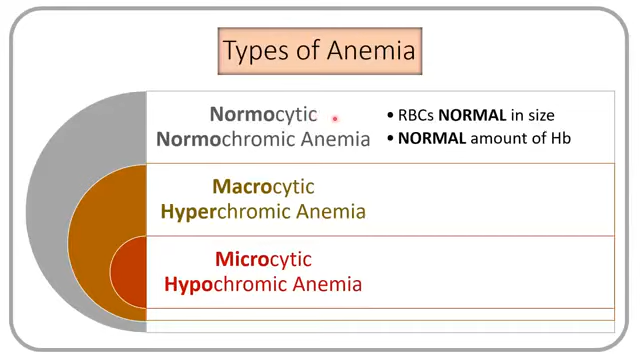 Types of Anemia
Normocytic
Normochromic Anemia
• RBCs NORMAL in size
• NORMAL amount of Hb
Macrocytic
Hyperchromic Anemia
Microcytic
Hypochromic Anemia